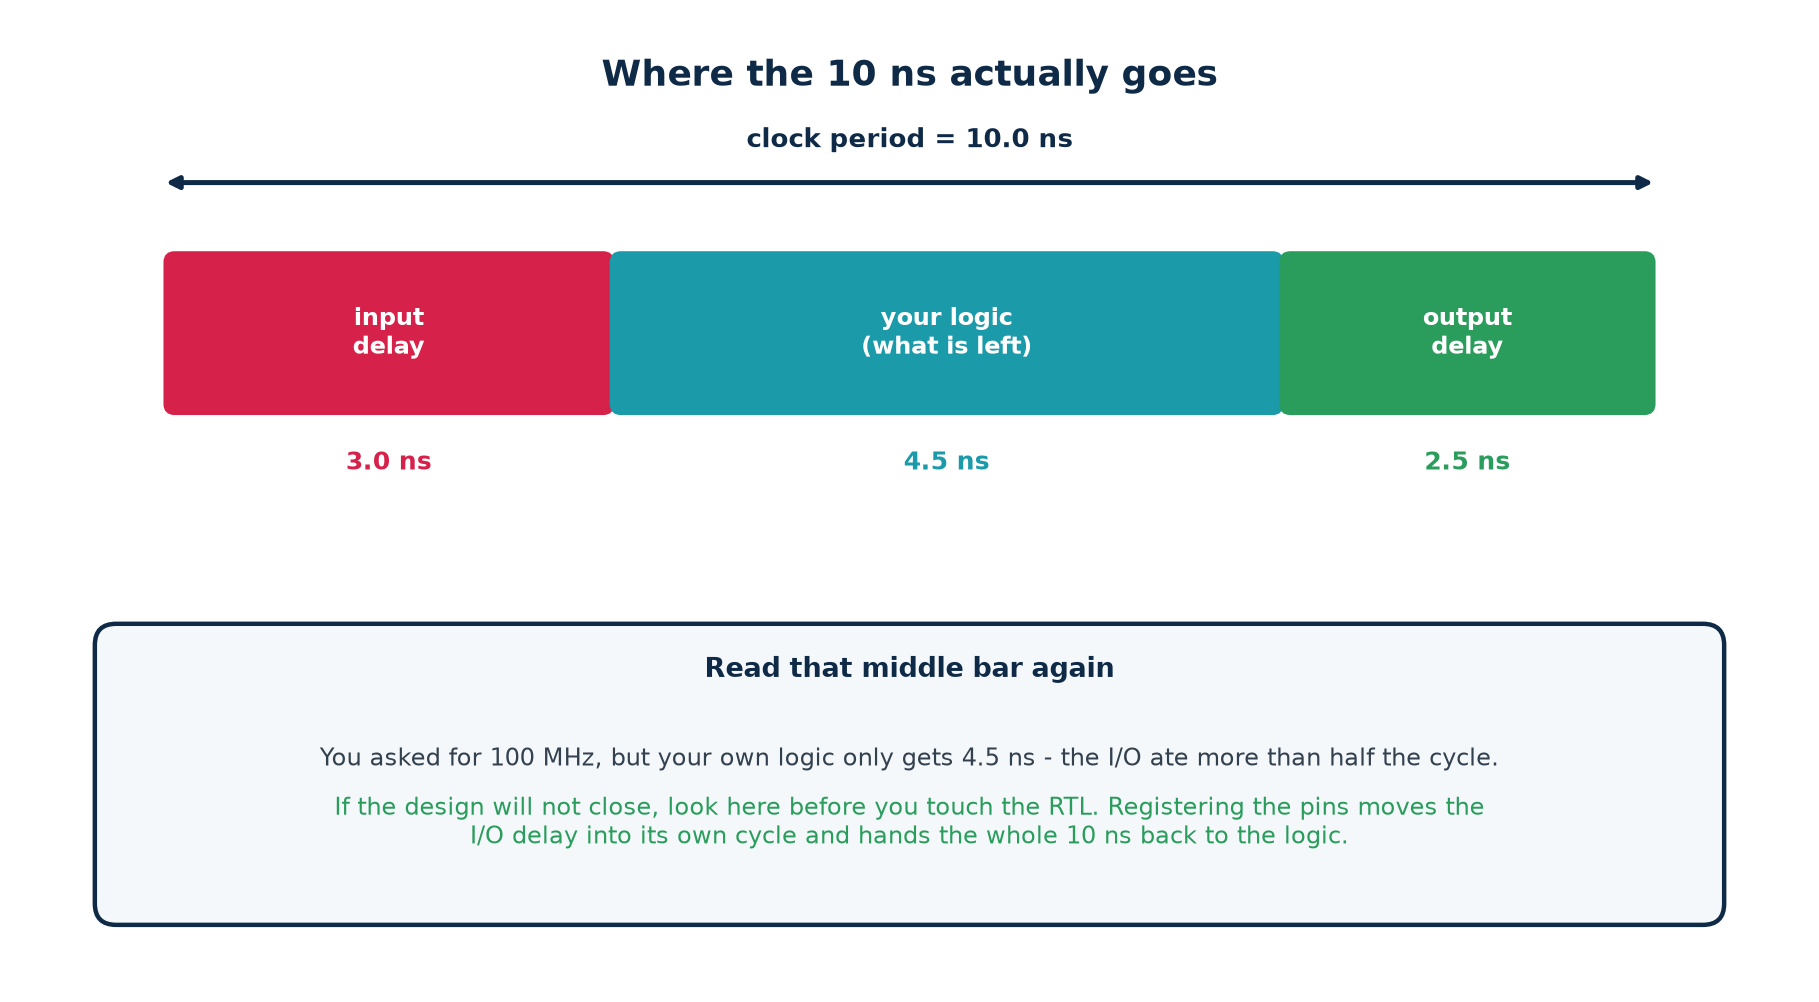 Where the 10 ns actually goes
clock period = 10.0 ns
input
delay
your logic
(what is left)
output
delay
3.0 ns
4.5 ns
2.5 ns
Read that middle bar again
You asked for 100 MHz, but your own logic only gets 4.5 ns - the I/O ate more than half the cycle.
If the design will not close, look here before you touch the RTL. Registering the pins moves the
I/O delay into its own cycle and hands the whole 10 ns back to the logic.